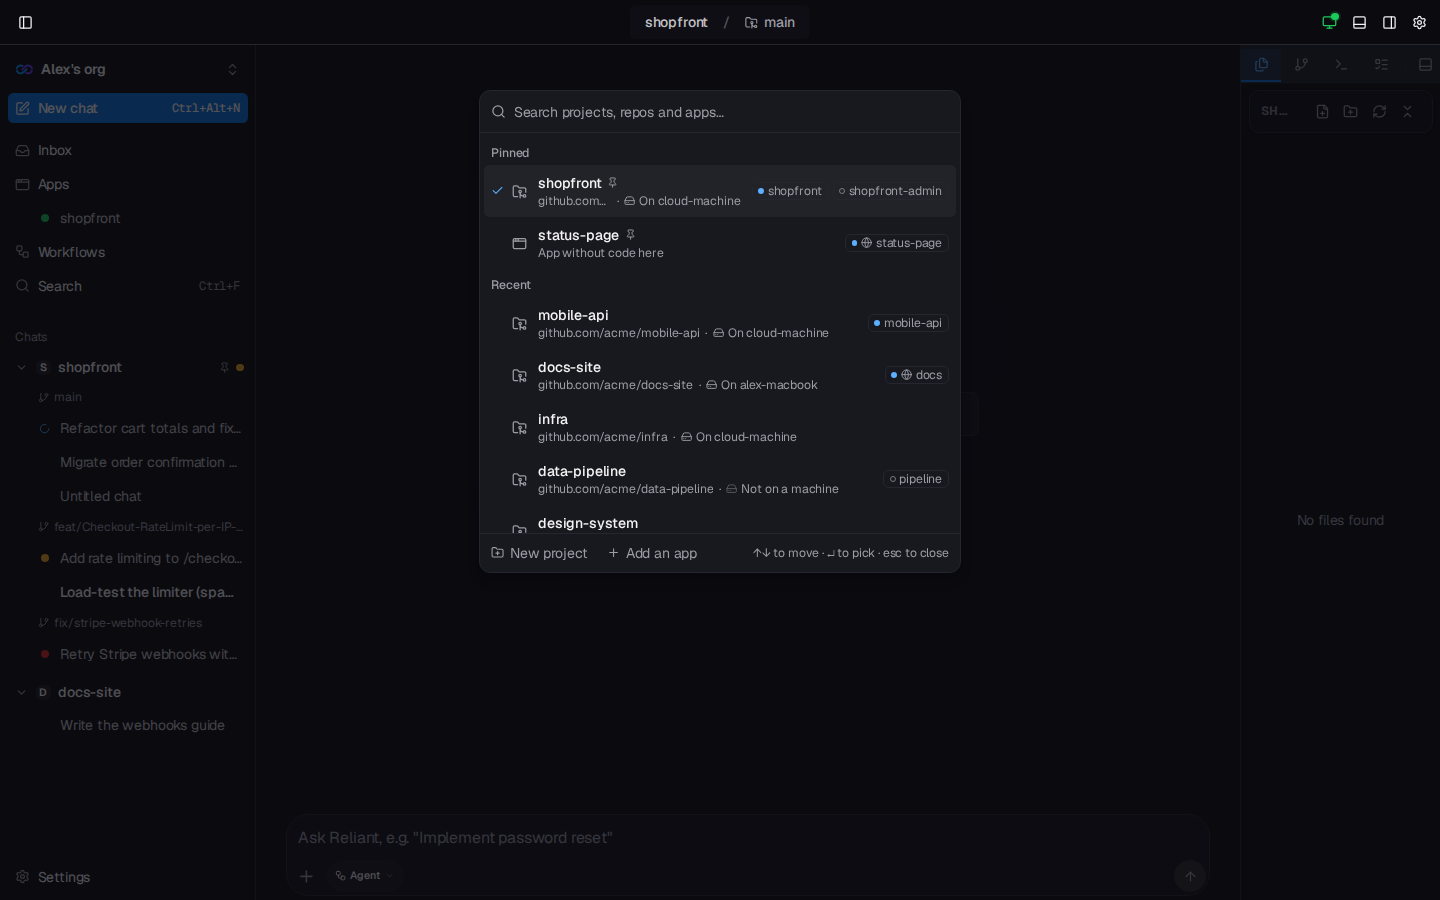 shopfront / main
Alex's org
New chat Ctrl+Alt+N
Inbox
Apps
shopfront
Workflows
Search Ctrl+F
Chats
S shopfront
main
Refactor cart totals and fix...
Migrate order confirmation ...
Untitled chat
feat/Checkout-RateLimit-per-IP-...
Add rate limiting to /checko...
Load-test the limiter (spa...
fix/stripe-webhook-retries
Retry Stripe webhooks wit...
D docs-site
Write the webhooks guide
Settings
Search projects, repos and apps...
Pinned
shopfront
github.com... · On cloud-machine
shopfront
shopfront-admin
status-page
App without code here
status-page
Recent
mobile-api
github.com/acme/mobile-api · On cloud-machine
mobile-api
docs-site
github.com/acme/docs-site · On alex-macbook
docs
infra
github.com/acme/infra · On cloud-machine
data-pipeline
github.com/acme/data-pipeline · Not on a machine
pipeline
design-system
New project
+ Add an app
↑↓ to move · ↵ to pick · esc to close
Ask Reliant, e.g. "Implement password reset"
Agent
SH...
No files found